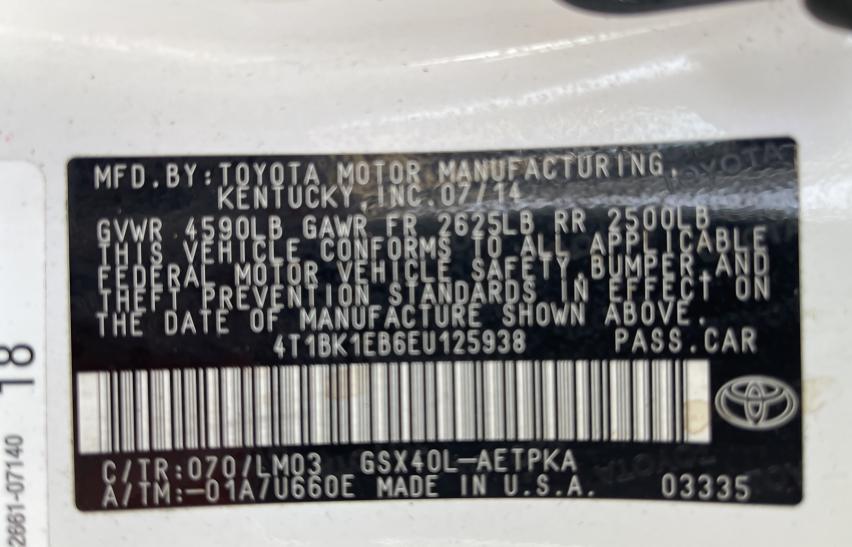 MFD.BY:TOYOTA MOTOR MANUFACTURING,
KENTUCKY,INC.07/14
GVWR 4590LB GAWR FR 2625LB RR 2500LB
THIS VEHICLE CONFORMS TO ALL APPLICABLE
FEDERAL MOTOR VEHICLE SAFETY,BUMPER,AND
THEFT PREVENTION STANDARDS IN EFFECT ON
THE DATE OF MANUFACTURE SHOWN ABOVE.
4T1BK1EB6EU125938 PASS.CAR
C/TR:070/LM03 GSX40L-AETPKA
A/TM:-01A/U660E MADE IN U.S.A. 03335
18
2661-07140
TOYOTA